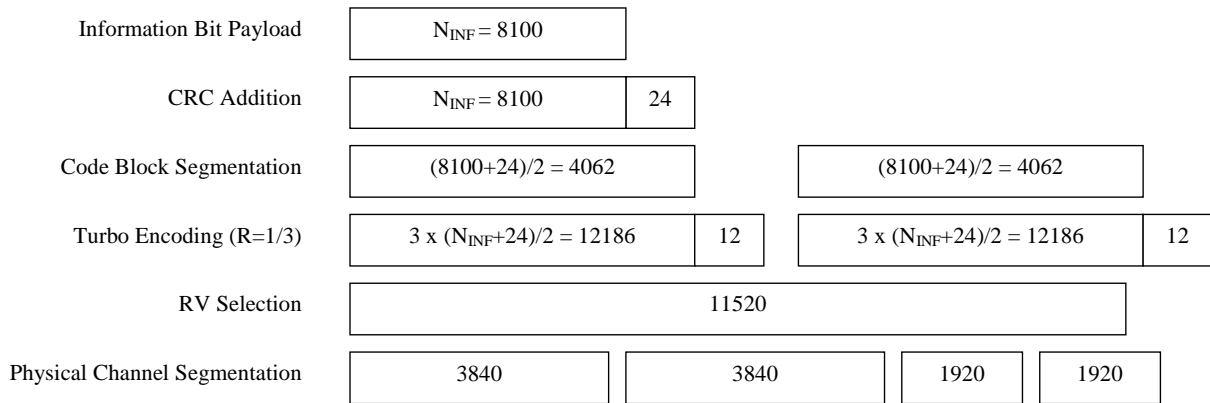 Information Bit Payload N_INF = 8100
CRC Addition N_INF = 8100 24
Code Block Segmentation (8100+24)/2 = 4062 (8100+24)/2 = 4062
Turbo Encoding (R=1/3) 3 x (N_INF+24)/2 = 12186 12 3 x (N_INF+24)/2 = 12186 12
RV Selection 11520
Physical Channel Segmentation 3840 3840 1920 1920